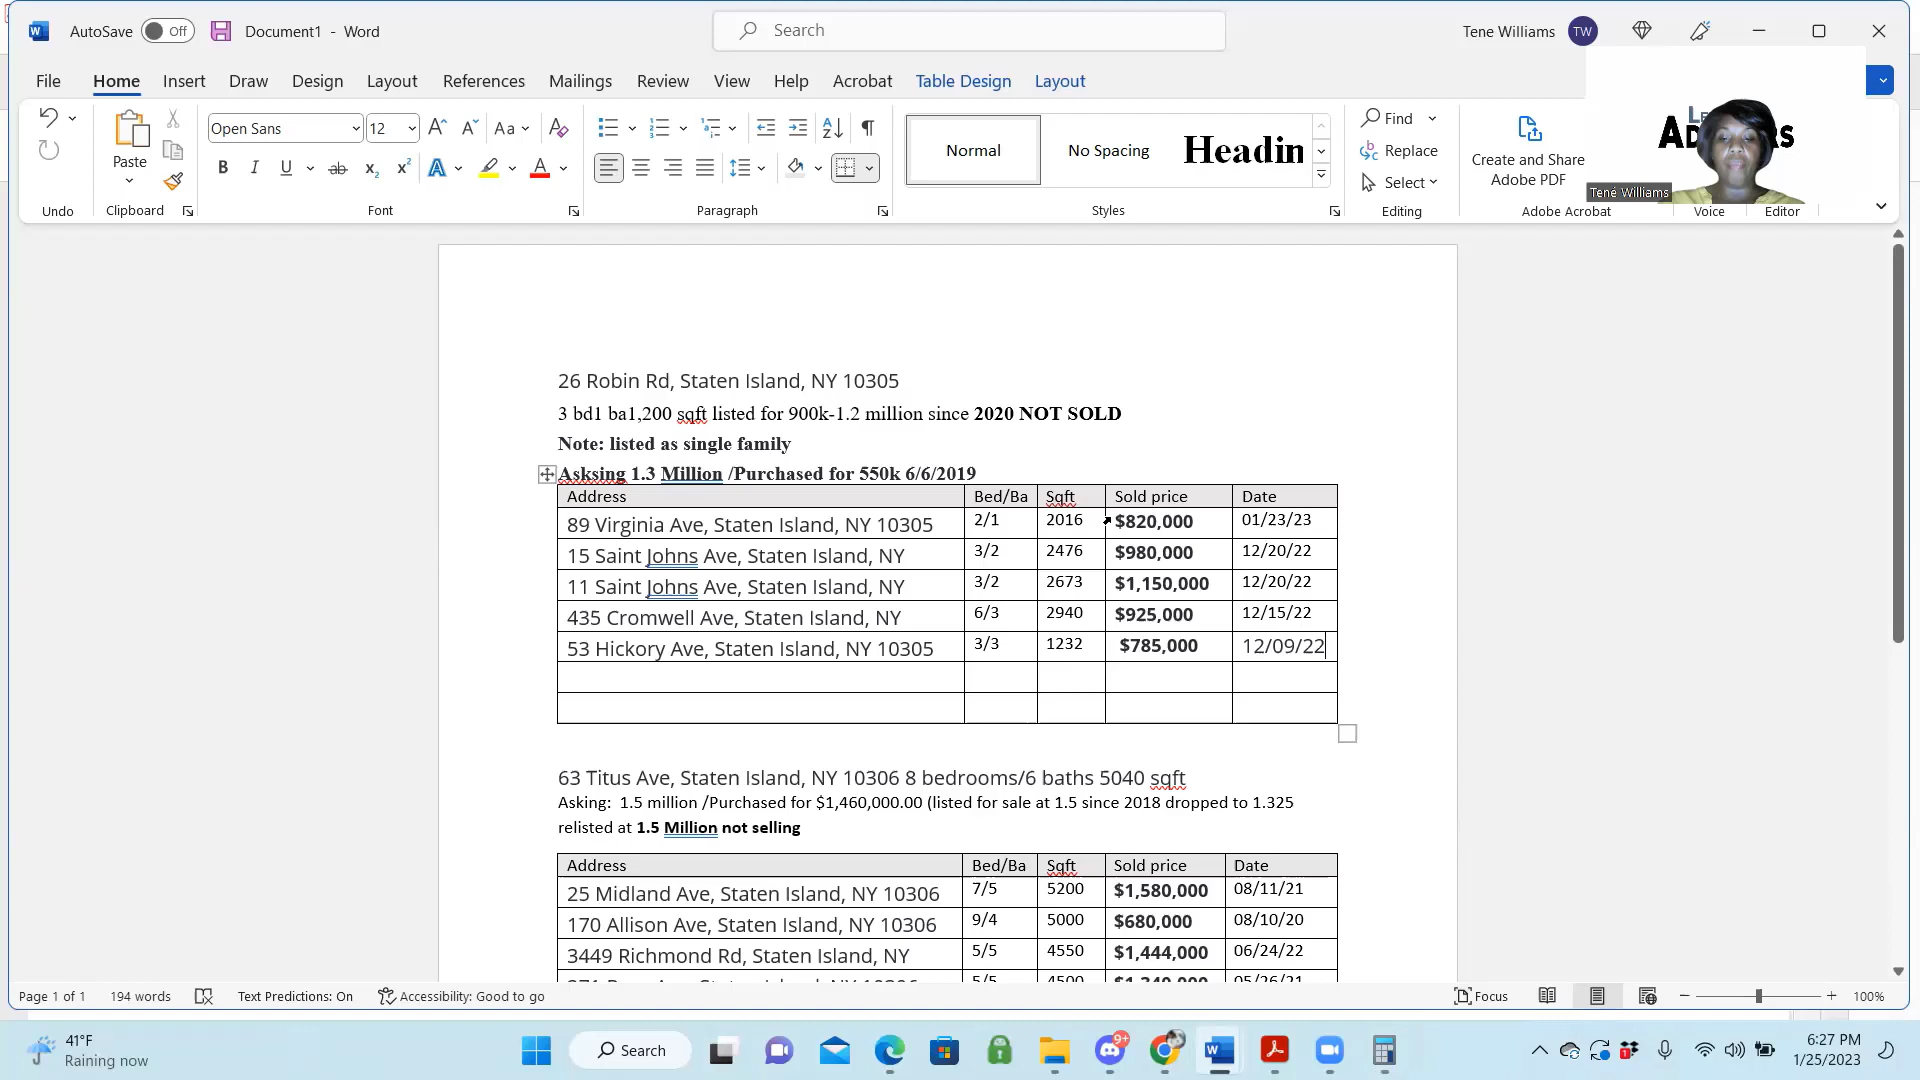 AutoSave Off Document1 - Word Search Tene Williams TW
File Home Insert Draw Design Layout References Mailings Review View Help Acrobat Table Design Layout
Open Sans 12 Aa Find
Paste Normal No Spacing Headin Replace
Create and Share
Adobe PDF
Select
Tené Williams
Undo Clipboard Font Paragraph Styles Editing Adobe Acrobat Voice Editor
26 Robin Rd, Staten Island, NY 10305
3 bd1 ba1,200 sqft listed for 900k-1.2 million since 2020 NOT SOLD
Note: listed as single family
Asksing 1.3 Million /Purchased for 550k 6/6/2019
Address Bed/Ba Sqft Sold price Date
89 Virginia Ave, Staten Island, NY 10305 2/1 2016 $820,000 01/23/23
15 Saint Johns Ave, Staten Island, NY 3/2 2476 $980,000 12/20/22
11 Saint Johns Ave, Staten Island, NY 3/2 2673 $1,150,000 12/20/22
435 Cromwell Ave, Staten Island, NY 6/3 2940 $925,000 12/15/22
53 Hickory Ave, Staten Island, NY 10305 3/3 1232 $785,000 12/09/22
63 Titus Ave, Staten Island, NY 10306 8 bedrooms/6 baths 5040 sqft
Asking: 1.5 million /Purchased for $1,460,000.00 (listed for sale at 1.5 since 2018 dropped to 1.325
relisted at 1.5 Million not selling
Address Bed/Ba Sqft Sold price Date
25 Midland Ave, Staten Island, NY 10306 7/5 5200 $1,580,000 08/11/21
170 Allison Ave, Staten Island, NY 10306 9/4 5000 $680,000 08/10/20
3449 Richmond Rd, Staten Island, NY 5/5 4550 $1,444,000 06/24/22
Page 1 of 1 194 words Text Predictions: On Accessibility: Good to go Focus 100%
41°F
Raining now
Search
9+
6:27 PM
1/25/2023